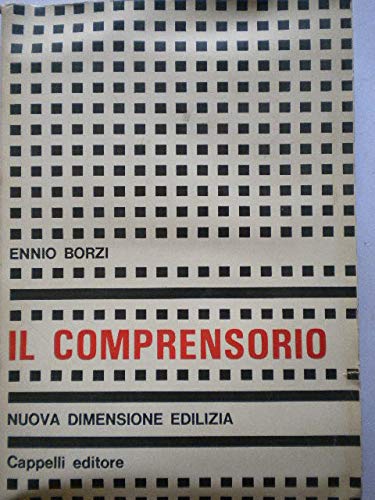 ENNIO BORZI
IL COMPRENSORIO
NUOVA DIMENSIONE EDILIZIA
Cappelli editore